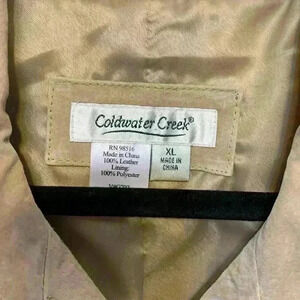 Coldwater Creek®
RN 98516
Made in China
100% Leather
Lining:
100% Polyester
XL
MADE IN
CHINA